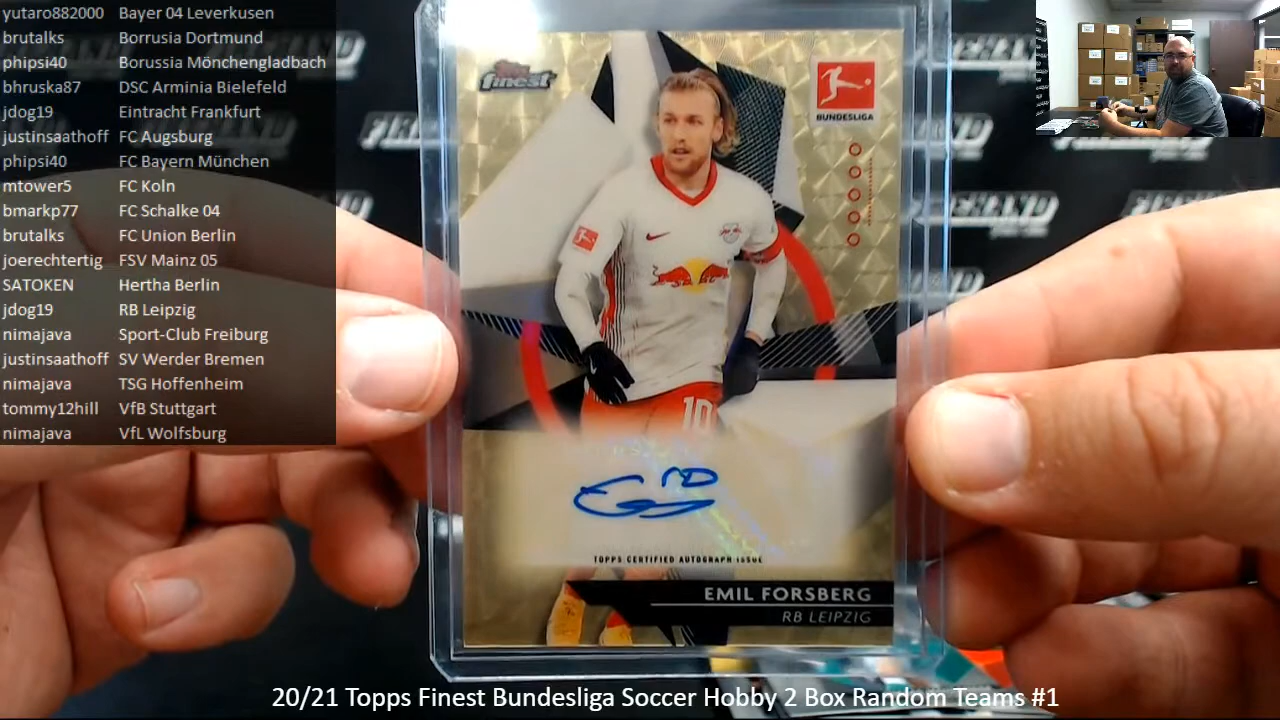 yutaro882000 Bayer 04 Leverkusen
brutalks Borrusia Dortmund
phipsi40 Borussia Mönchengladbach
bhruska87 DSC Arminia Bielefeld
jdog19 Eintracht Frankfurt
justinsaathoff FC Augsburg
phipsi40 FC Bayern München
mtower5 FC Koln
bmarkp77 FC Schalke 04
brutalks FC Union Berlin
joerechtertig FSV Mainz 05
SATOKEN Hertha Berlin
jdog19 RB Leipzig
nimajava Sport-Club Freiburg
justinsaathoff SV Werder Bremen
nimajava TSG Hoffenheim
tommy12hill VfB Stuttgart
nimajava VfL Wolfsburg
Topps
finest
BUNDESLIGA
10
TOPPS CERTIFIED AUTOGRAPH ISSUE
EMIL FORSBERG
RB LEIPZIG
20/21 Topps Finest Bundesliga Soccer Hobby 2 Box Random Teams #1